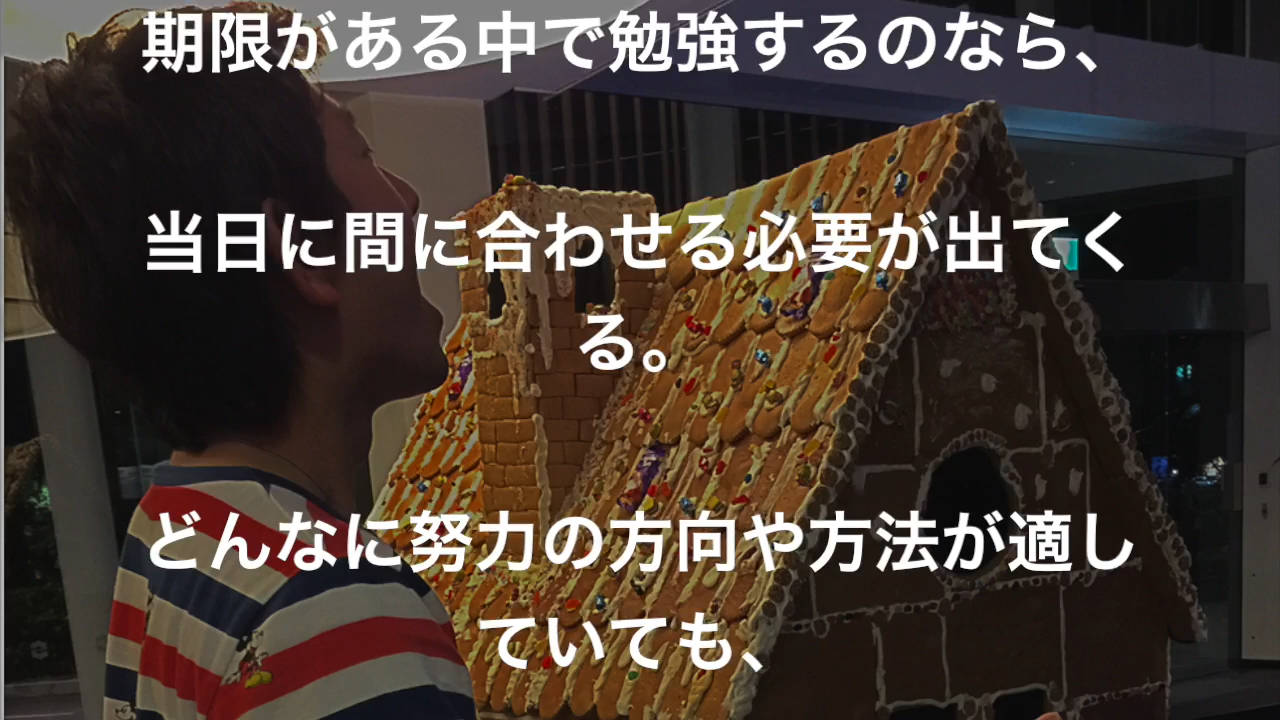 期限がある中で勉強するのなら、
当日に間に合わせる必要が出てく
る。
どんなに努力の方向や方法が適し
ていても、